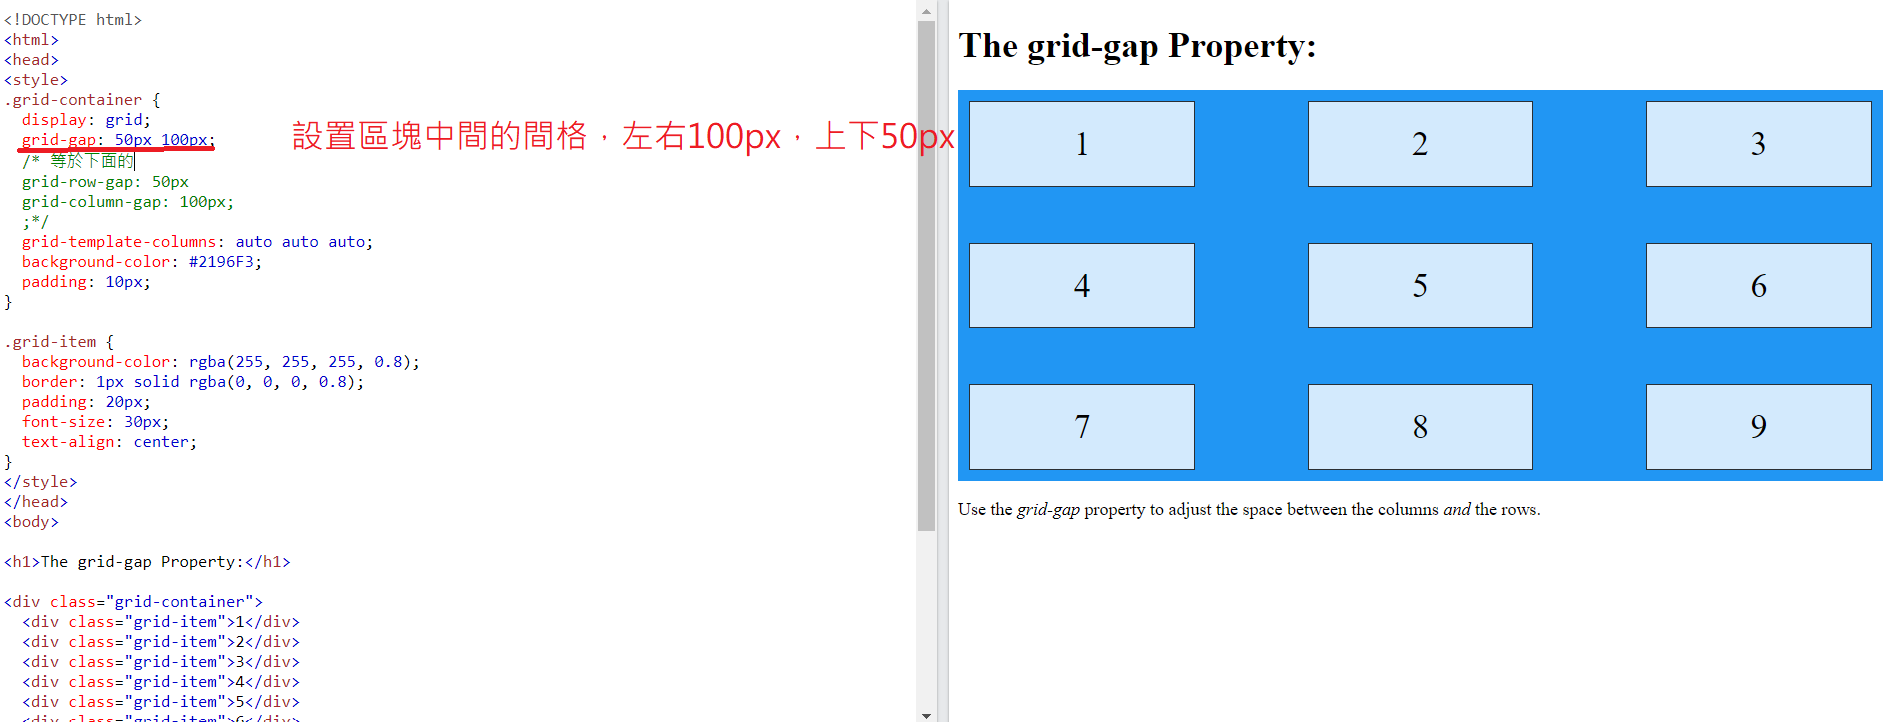 <!DOCTYPE html>
<html>
<head>
<style>
.grid-container {
  display: grid;
  grid-gap: 50px 100px;
設置區塊中間的間格，左右100px，上下50px
  /* 等於下面的
  grid-row-gap: 50px
  grid-column-gap: 100px;
  ;*/
  grid-template-columns: auto auto auto;
  background-color: #2196F3;
  padding: 10px;
}
.grid-item {
  background-color: rgba(255, 255, 255, 0.8);
  border: 1px solid rgba(0, 0, 0, 0.8);
  padding: 20px;
  font-size: 30px;
  text-align: center;
}
</style>
</head>
<body>
<h1>The grid-gap Property:</h1>
<div class="grid-container">
  <div class="grid-item">1</div>
  <div class="grid-item">2</div>
  <div class="grid-item">3</div>
  <div class="grid-item">4</div>
  <div class="grid-item">5</div>
  <div class="grid-item">6</div>
The grid-gap Property:
1 2 3
4 5 6
7 8 9
Use the grid-gap property to adjust the space between the columns and the rows.